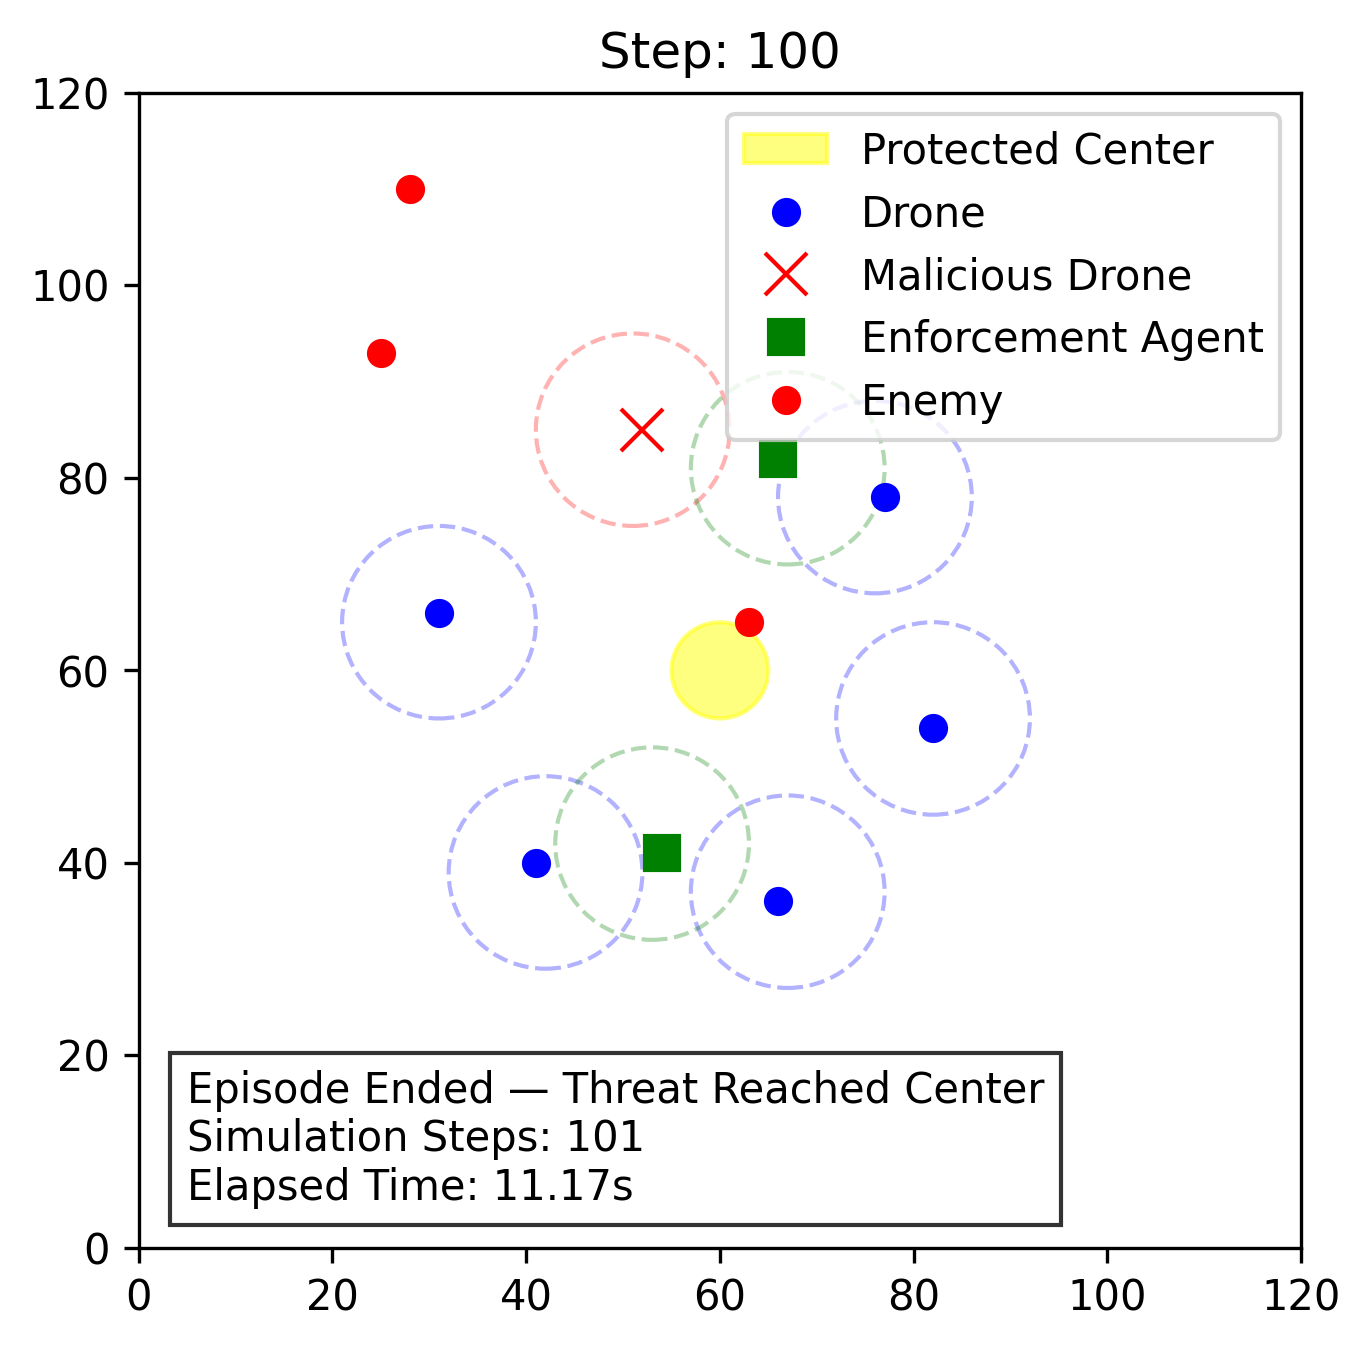 Step: 100
120
100
80
60
40
20
0
0 20 40 60 80 100 120
Protected Center
Drone
Malicious Drone
Enforcement Agent
Enemy
Episode Ended — Threat Reached Center
Simulation Steps: 101
Elapsed Time: 11.17s